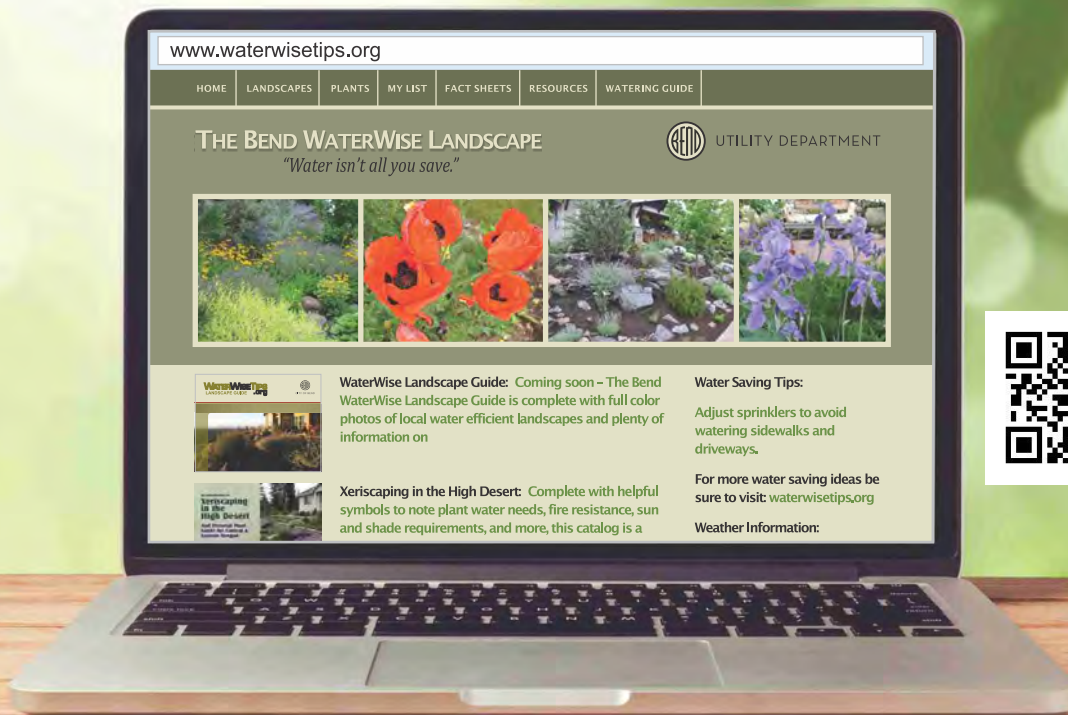 www.waterwisetips.org
HOME LANDSCAPES PLANTS MY LIST FACT SHEETS RESOURCES WATERING GUIDE
THE BEND WATERWISE LANDSCAPE
“Water isn’t all you save.”
BEND UTILITY DEPARTMENT
WATERWISETIPS
.org
LANDSCAPE GUIDE
WaterWise Landscape Guide: Coming soon – The Bend
WaterWise Landscape Guide is complete with full color
photos of local water efficient landscapes and plenty of
information on
Xeriscaping
in the
High Desert
Xeriscaping in the High Desert: Complete with helpful
symbols to note plant water needs, fire resistance, sun
and shade requirements, and more, this catalog is a
Water Saving Tips:
Adjust sprinklers to avoid
watering sidewalks and
driveways.
For more water saving ideas be
sure to visit: waterwisetips.org
Weather Information: